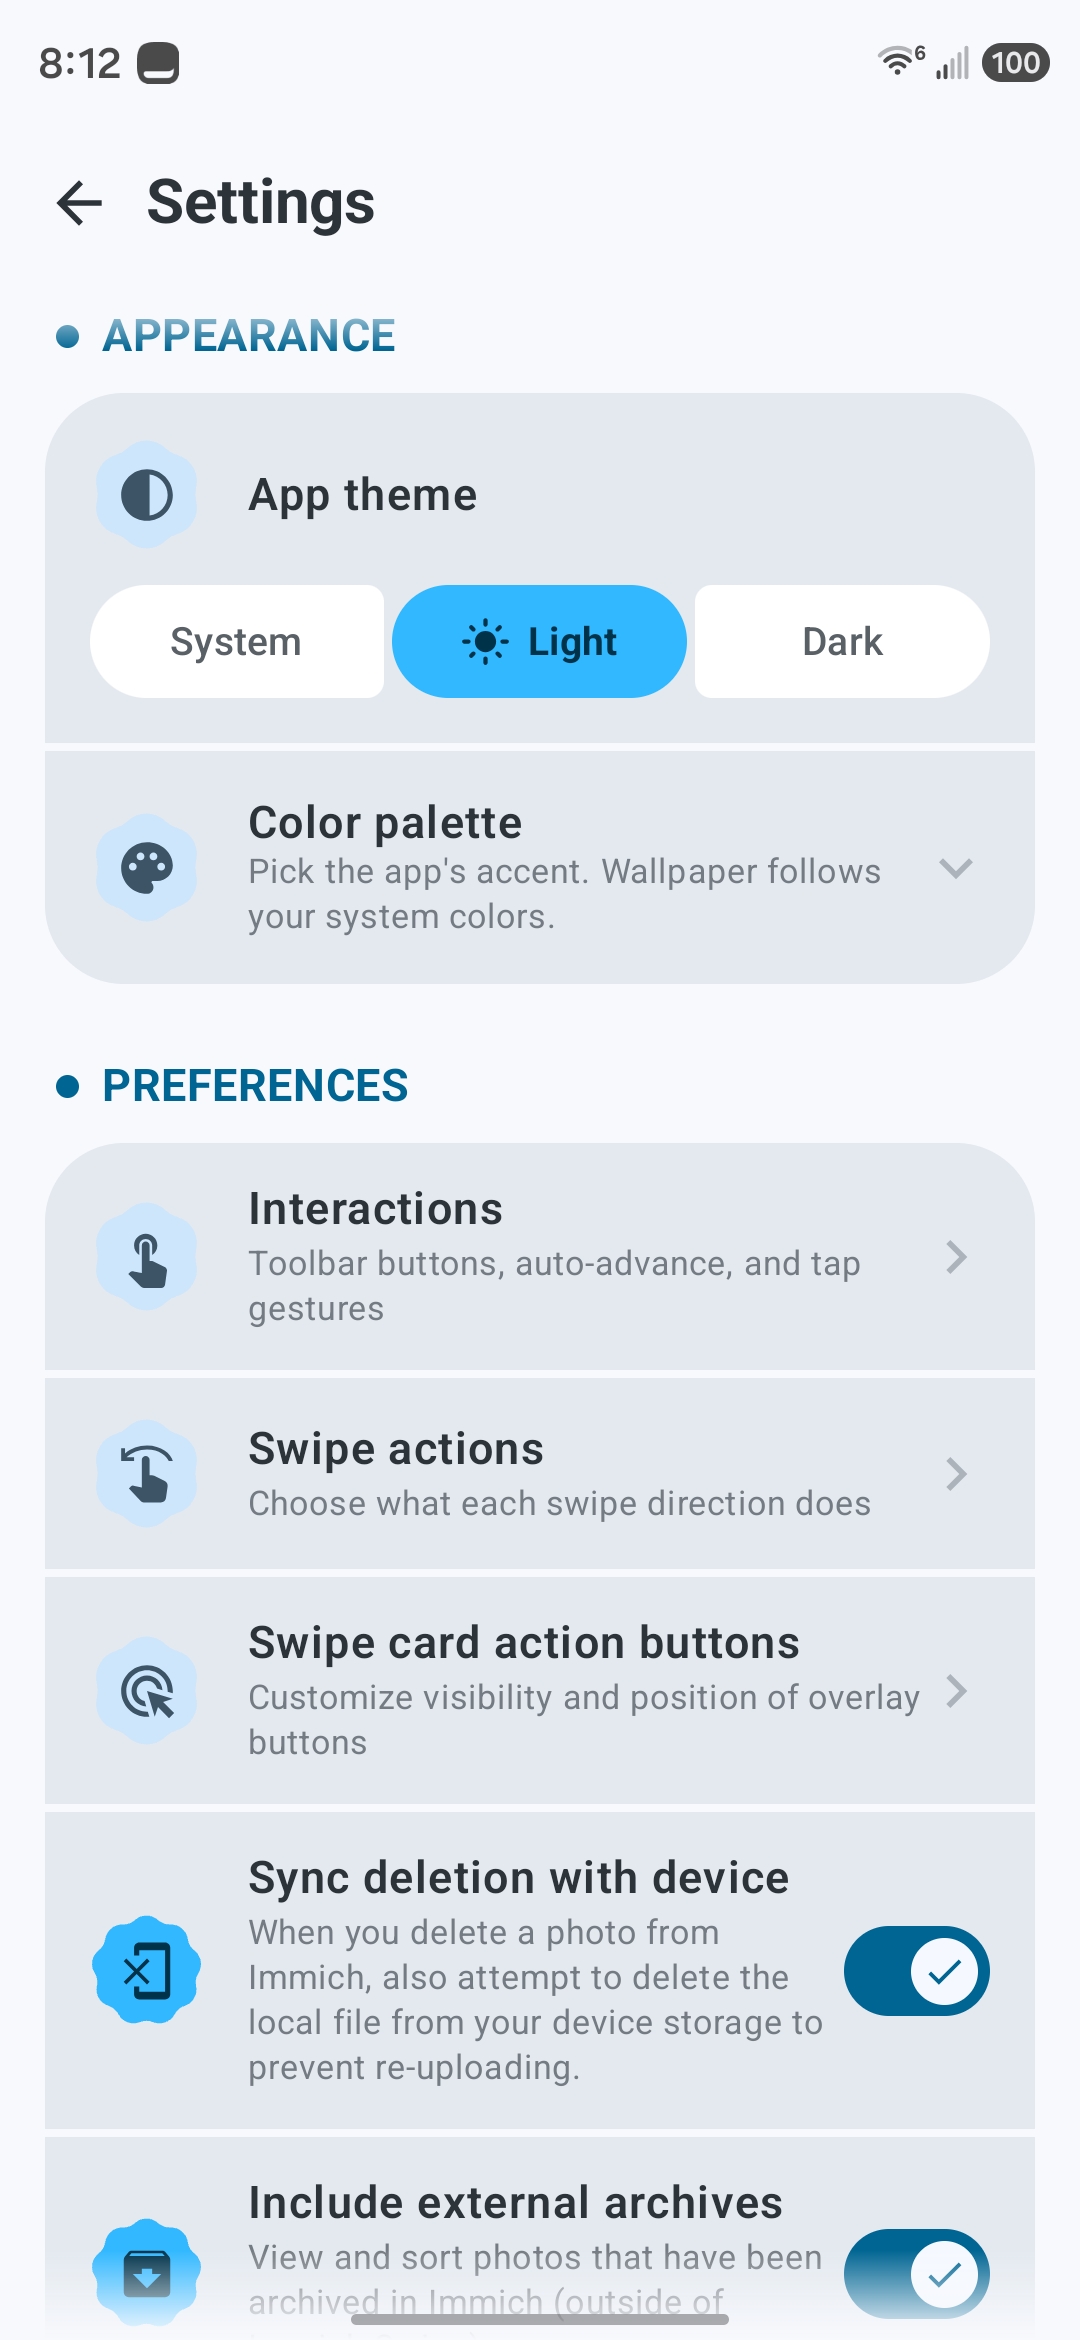 8:12
6
100
Settings
APPEARANCE
App theme
System
Light
Dark
Color palette
Pick the app's accent. Wallpaper follows
your system colors.
PREFERENCES
Interactions
Toolbar buttons, auto-advance, and tap
gestures
Swipe actions
Choose what each swipe direction does
Swipe card action buttons
Customize visibility and position of overlay
buttons
Sync deletion with device
When you delete a photo from
Immich, also attempt to delete the
local file from your device storage to
prevent re-uploading.
Include external archives
View and sort photos that have been
archived in Immich (outside of